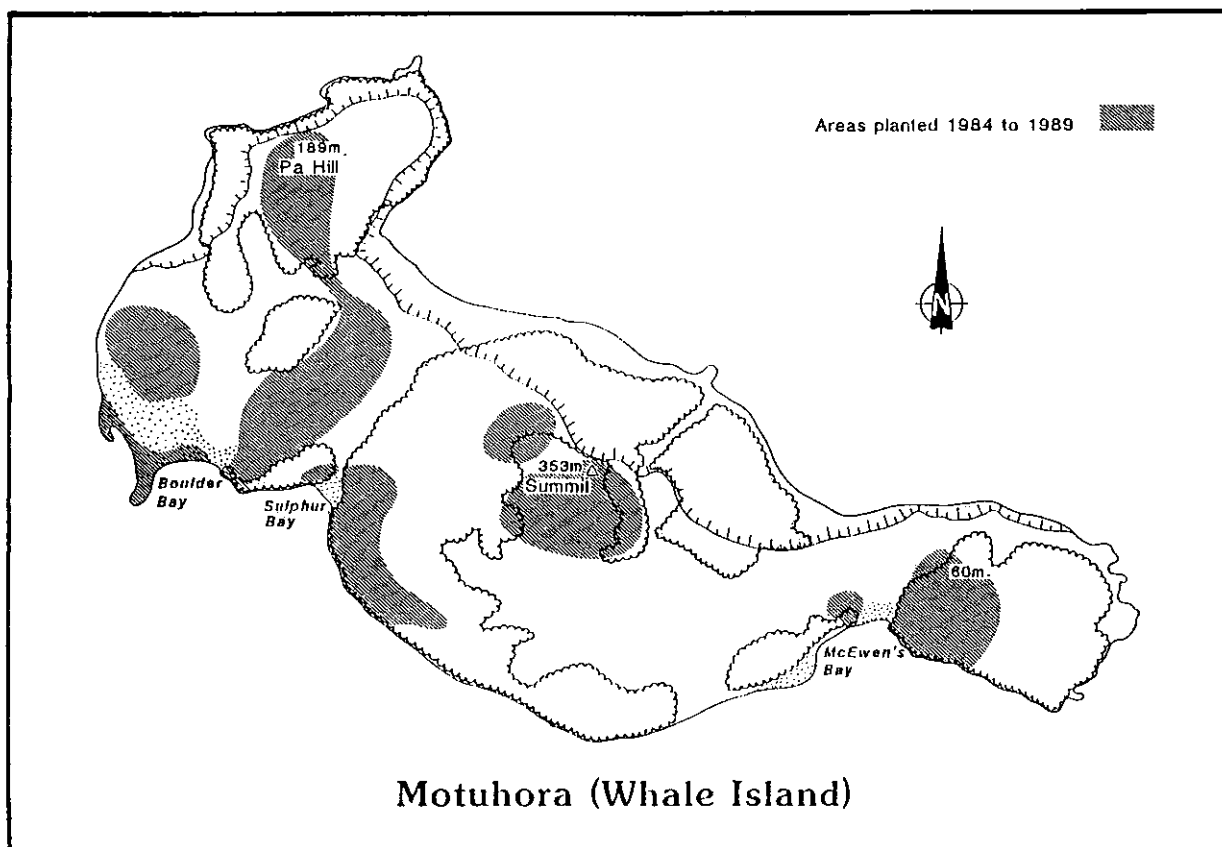 Areas planted 1984 to 1989
189m.
Pa Hill
N
353m
Summit
Boulder
Bay
Sulphur
Bay
60m.
McEwen's
Bay
Motuhora (Whale Island)